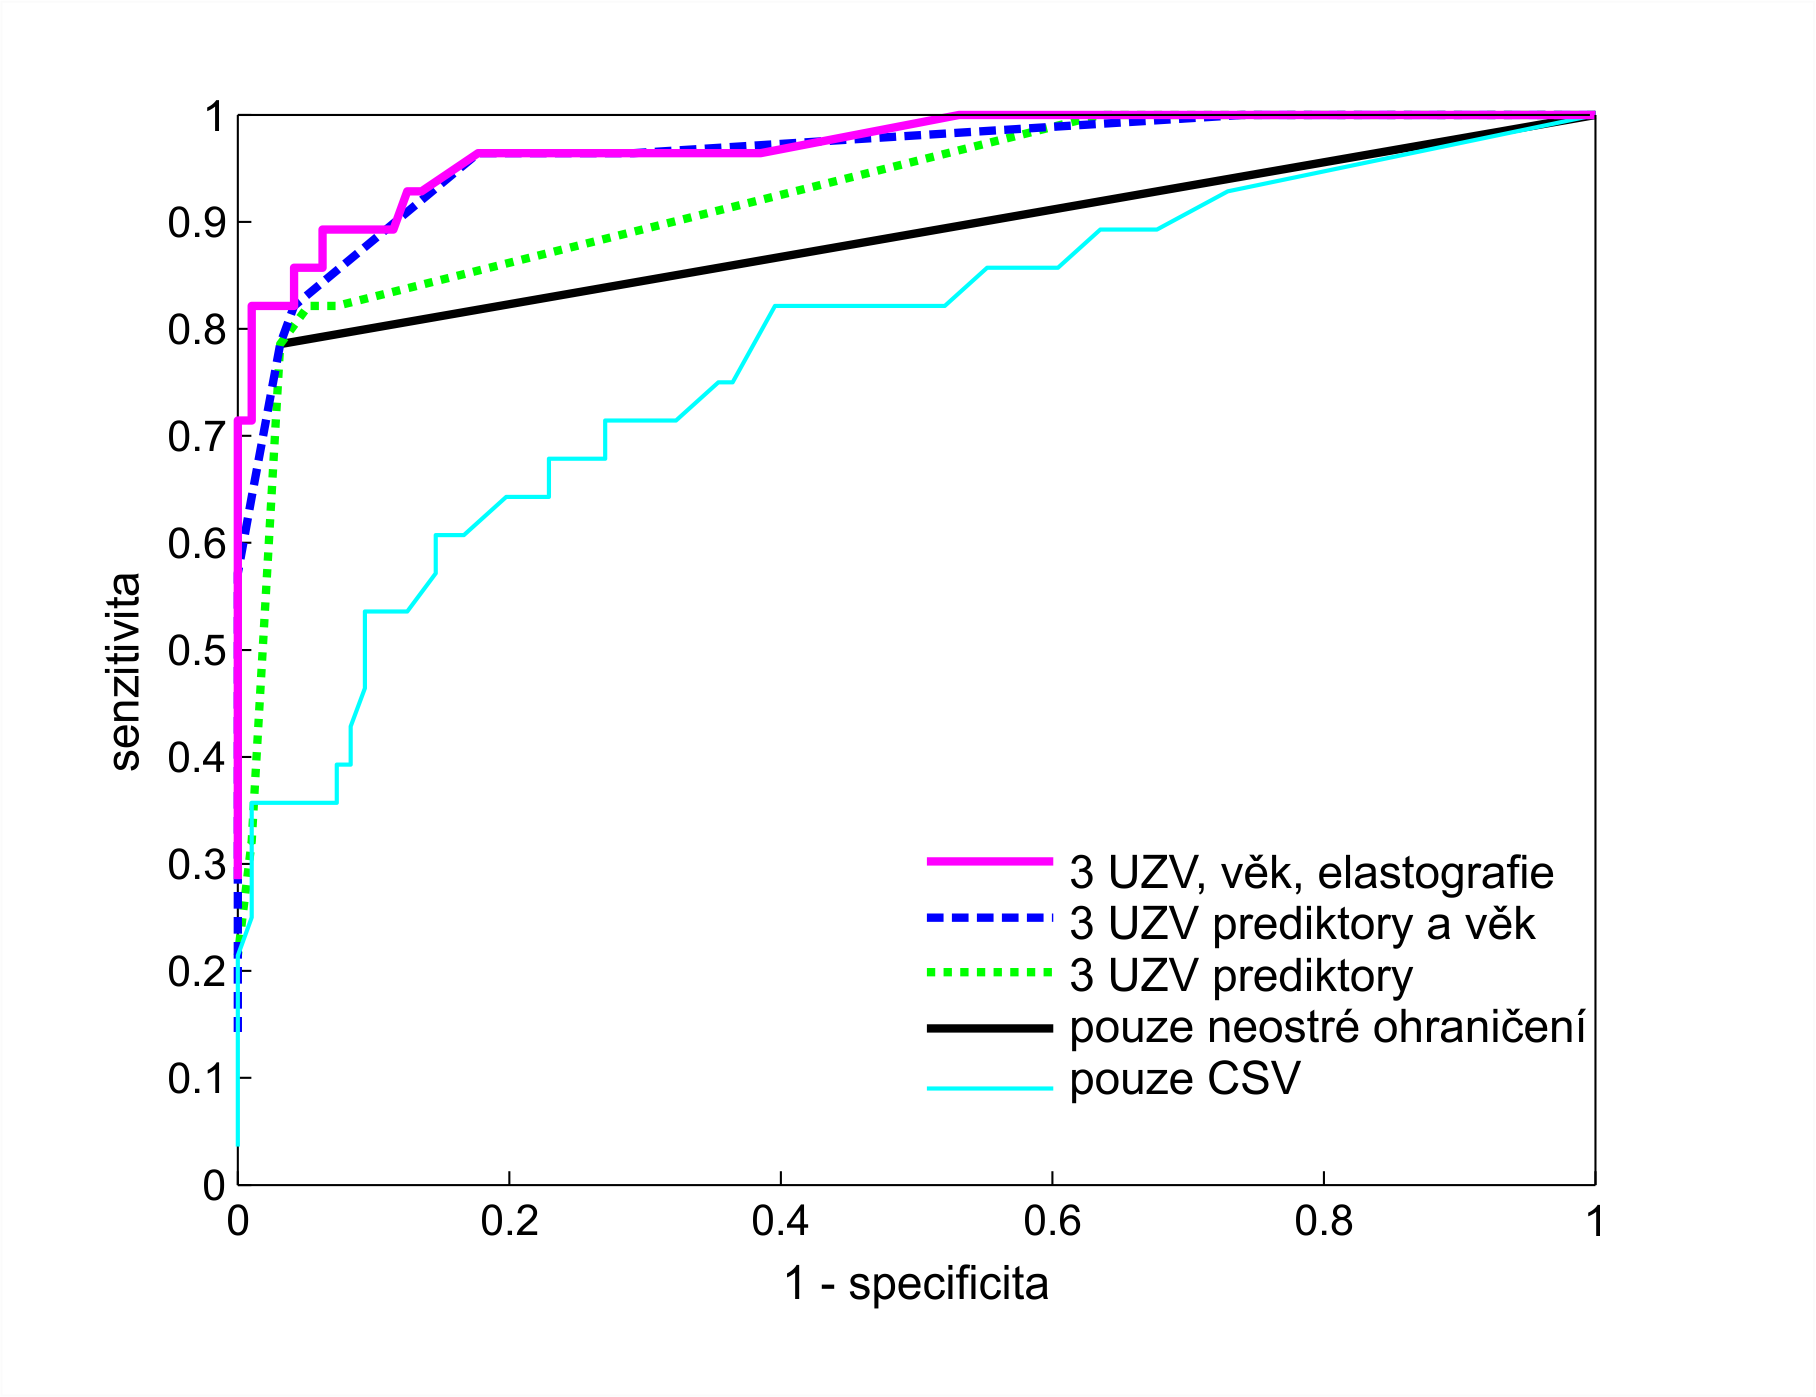 1
0.9
0.8
0.7
0.6
0.5
0.4
0.3
0.2
0.1
0
senzitivita
3 UZV, věk, elastografie
3 UZV prediktory a věk
3 UZV prediktory
pouze neostré ohraničení
pouze CSV
0 0.2 0.4 0.6 0.8 1
1 - specificita